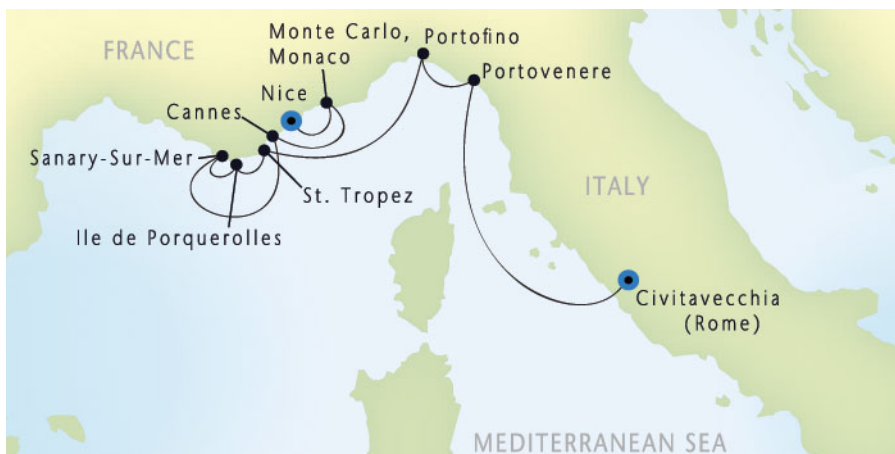 FRANCE
Monte Carlo,
Monaco
Portofino
Portovenere
Nice
Cannes
Sanary-Sur-Mer
St. Tropez
ITALY
Ile de Porquerolles
Civitavecchia
(Rome)
MEDITERRANEAN SEA